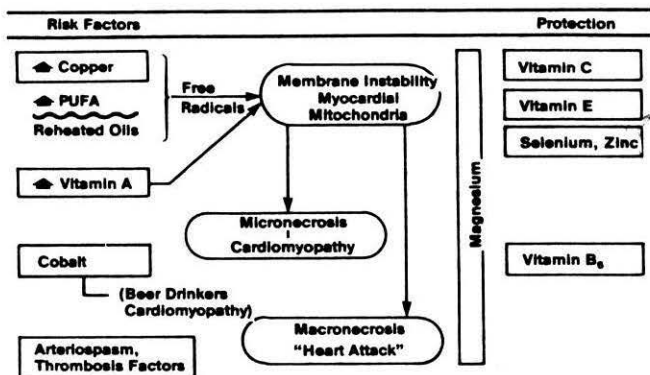 Risk Factors
Protection
Copper
PUFA
Reheated Oils
Free
Radicals
Vitamin A
Cobalt
(Beer Drinkers
Cardiomyopathy)
Arteriospasm,
Thrombosis Factors
Membrane Instability
Myocardial
Mitochondria
Micronecrosis
Cardiomyopathy
Macronecrosis
"Heart Attack"
Magnesium
Vitamin C
Vitamin E
Selenium, Zinc
Vitamin B₆